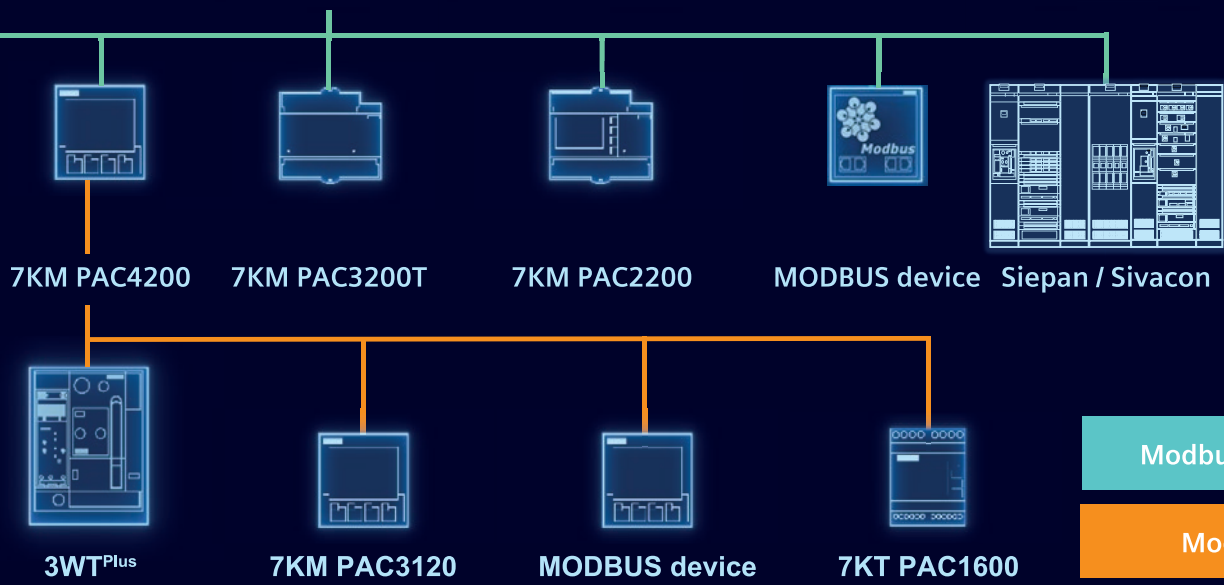 Modbus
7KM PAC4200 7KM PAC3200T 7KM PAC2200 MODBUS device Siepan / Sivacon
3WTPlus 7KM PAC3120 MODBUS device 7KT PAC1600